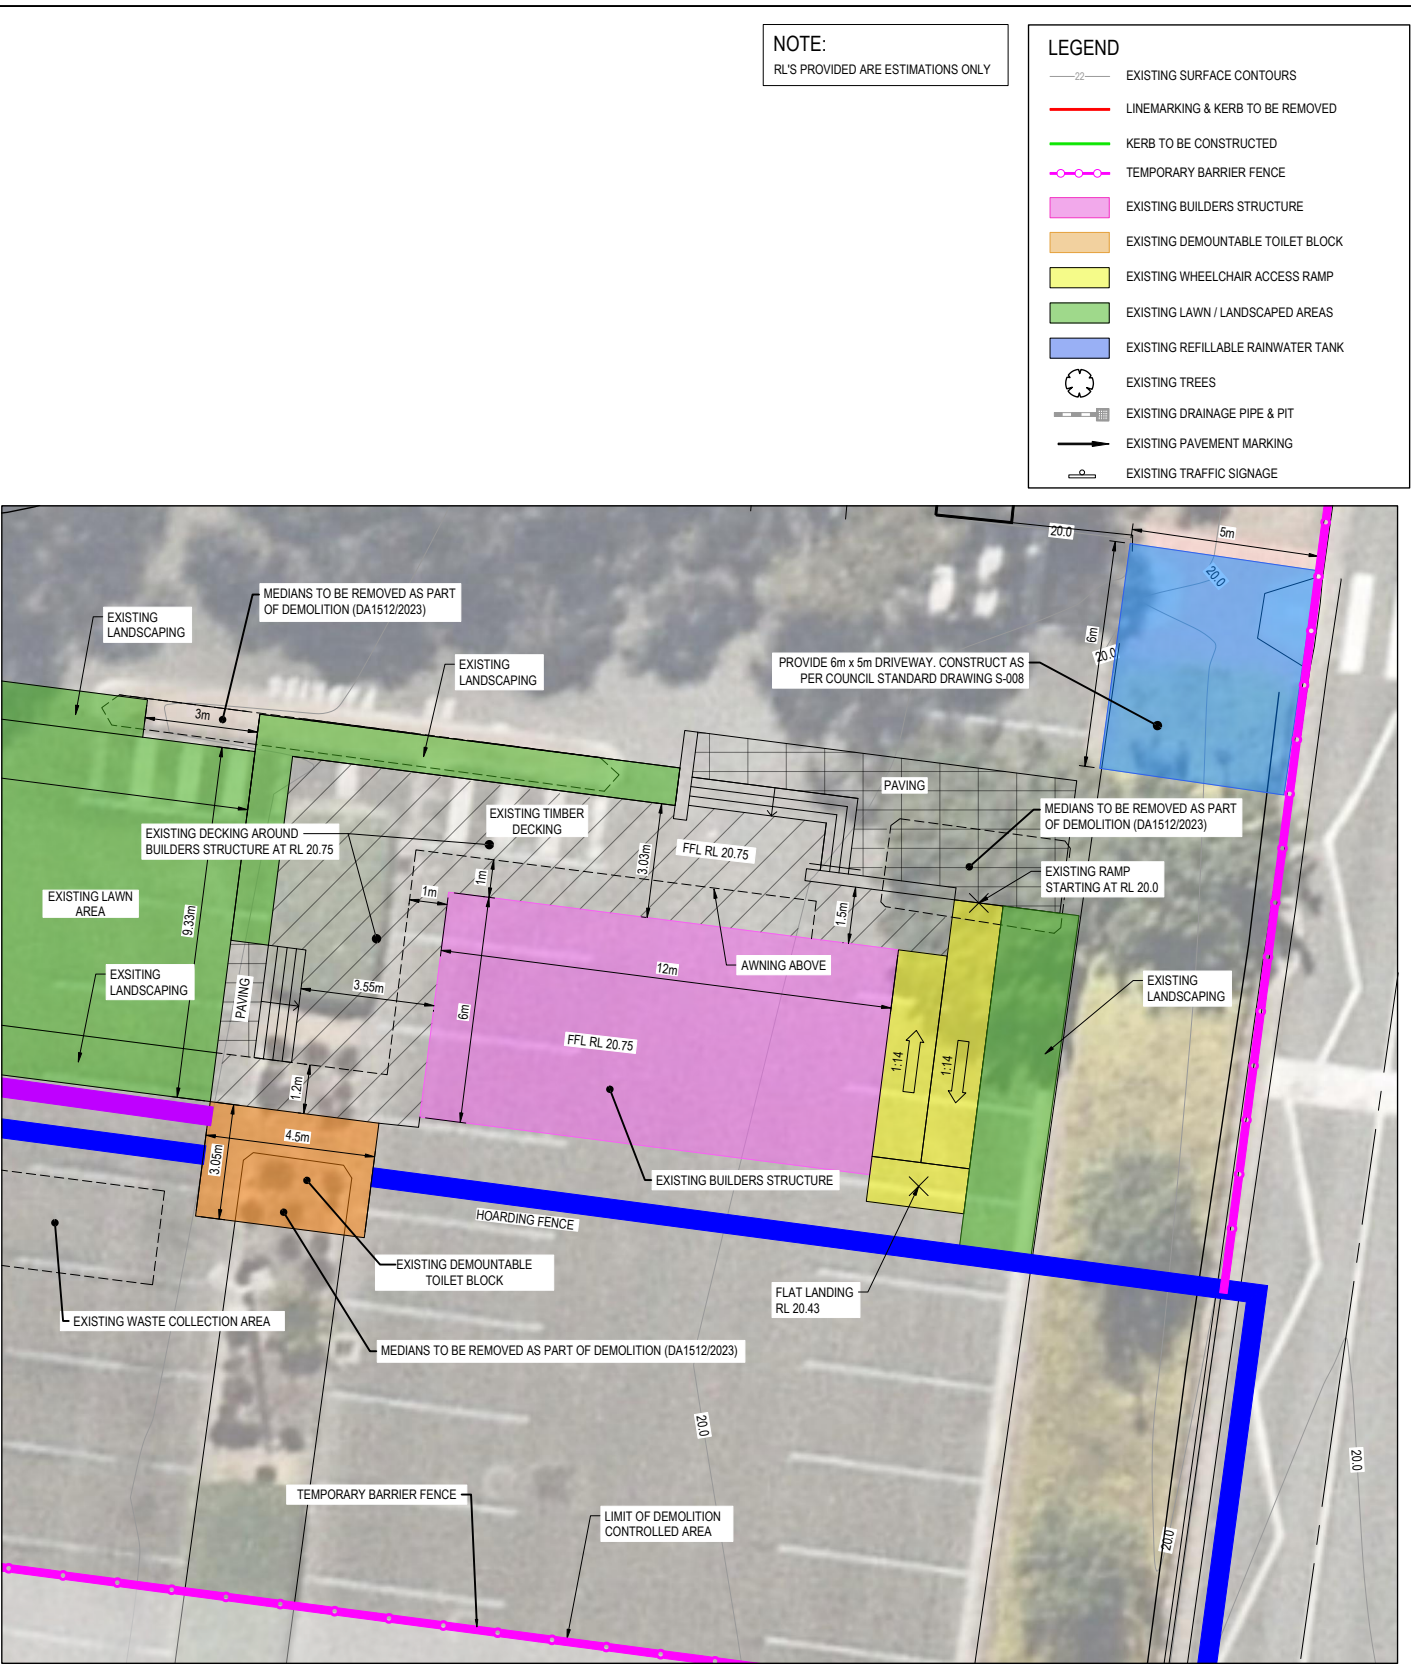 NOTE:
RL'S PROVIDED ARE ESTIMATIONS ONLY
LEGEND
22
EXISTING SURFACE CONTOURS
LINEMARKING & KERB TO BE REMOVED
KERB TO BE CONSTRUCTED
TEMPORARY BARRIER FENCE
EXISTING BUILDERS STRUCTURE
EXISTING DEMOUNTABLE TOILET BLOCK
EXISTING WHEELCHAIR ACCESS RAMP
EXISTING LAWN / LANDSCAPED AREAS
EXISTING REFILLABLE RAINWATER TANK
EXISTING TREES
EXISTING DRAINAGE PIPE & PIT
EXISTING PAVEMENT MARKING
EXISTING TRAFFIC SIGNAGE
20.0
5m
20.0
MEDIANS TO BE REMOVED AS PART
OF DEMOLITION (DA1512/2023)
EXISTING
LANDSCAPING
6m
20.0
EXISTING
LANDSCAPING
PROVIDE 6m x 5m DRIVEWAY. CONSTRUCT AS
PER COUNCIL STANDARD DRAWING S-008
3m
PAVING
EXISTING TIMBER
DECKING
MEDIANS TO BE REMOVED AS PART
OF DEMOLITION (DA1512/2023)
EXISTING DECKING AROUND
BUILDERS STRUCTURE AT RL 20.75
3.03m
FFL RL 20.75
1m
1m
EXISTING RAMP
STARTING AT RL 20.0
EXISTING LAWN
AREA
9.33m
1.5m
AWNING ABOVE
12m
EXSITING
LANDSCAPING
PAVING
3.55m
6m
EXISTING
LANDSCAPING
FFL RL 20.75
1:14
1:14
1.2m
4.5m
3.05m
EXISTING BUILDERS STRUCTURE
HOARDING FENCE
EXISTING DEMOUNTABLE
TOILET BLOCK
FLAT LANDING
RL 20.43
EXISTING WASTE COLLECTION AREA
MEDIANS TO BE REMOVED AS PART OF DEMOLITION (DA1512/2023)
20.0
20.0
TEMPORARY BARRIER FENCE
LIMIT OF DEMOLITION
CONTROLLED AREA
20.0